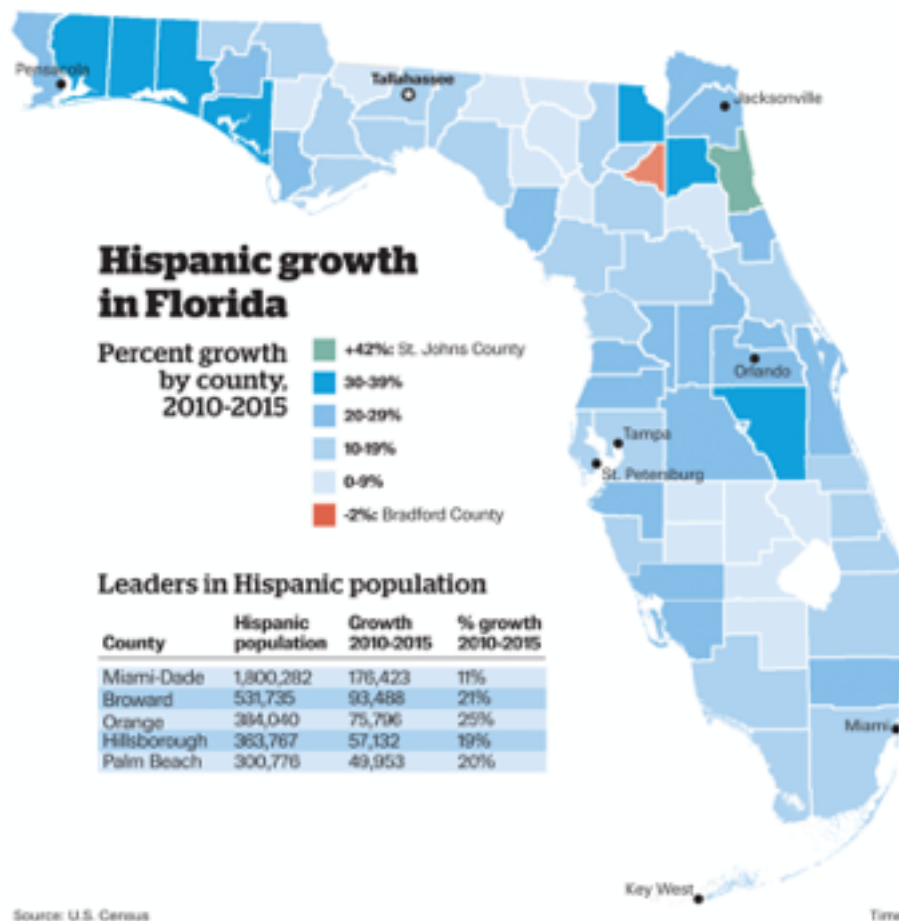 Pensacola
Tallahassee
Jacksonville
Hispanic growth
in Florida
Percent growth
by county,
2010-2015
+42%: St. Johns County
30-39%
20-29%
10-19%
0-9%
-2%: Bradford County
Orlando
Tampa
St. Petersburg
Leaders in Hispanic population
County Hispanic population Growth 2010-2015 % growth 2010-2015
Miami-Dade 1,800,282 176,423 11%
Broward 531,735 93,488 21%
Orange 384,040 75,796 25%
Hillsborough 363,767 57,132 19%
Palm Beach 300,776 49,953 20%
Miami
Key West
Source: U.S. Census
Time